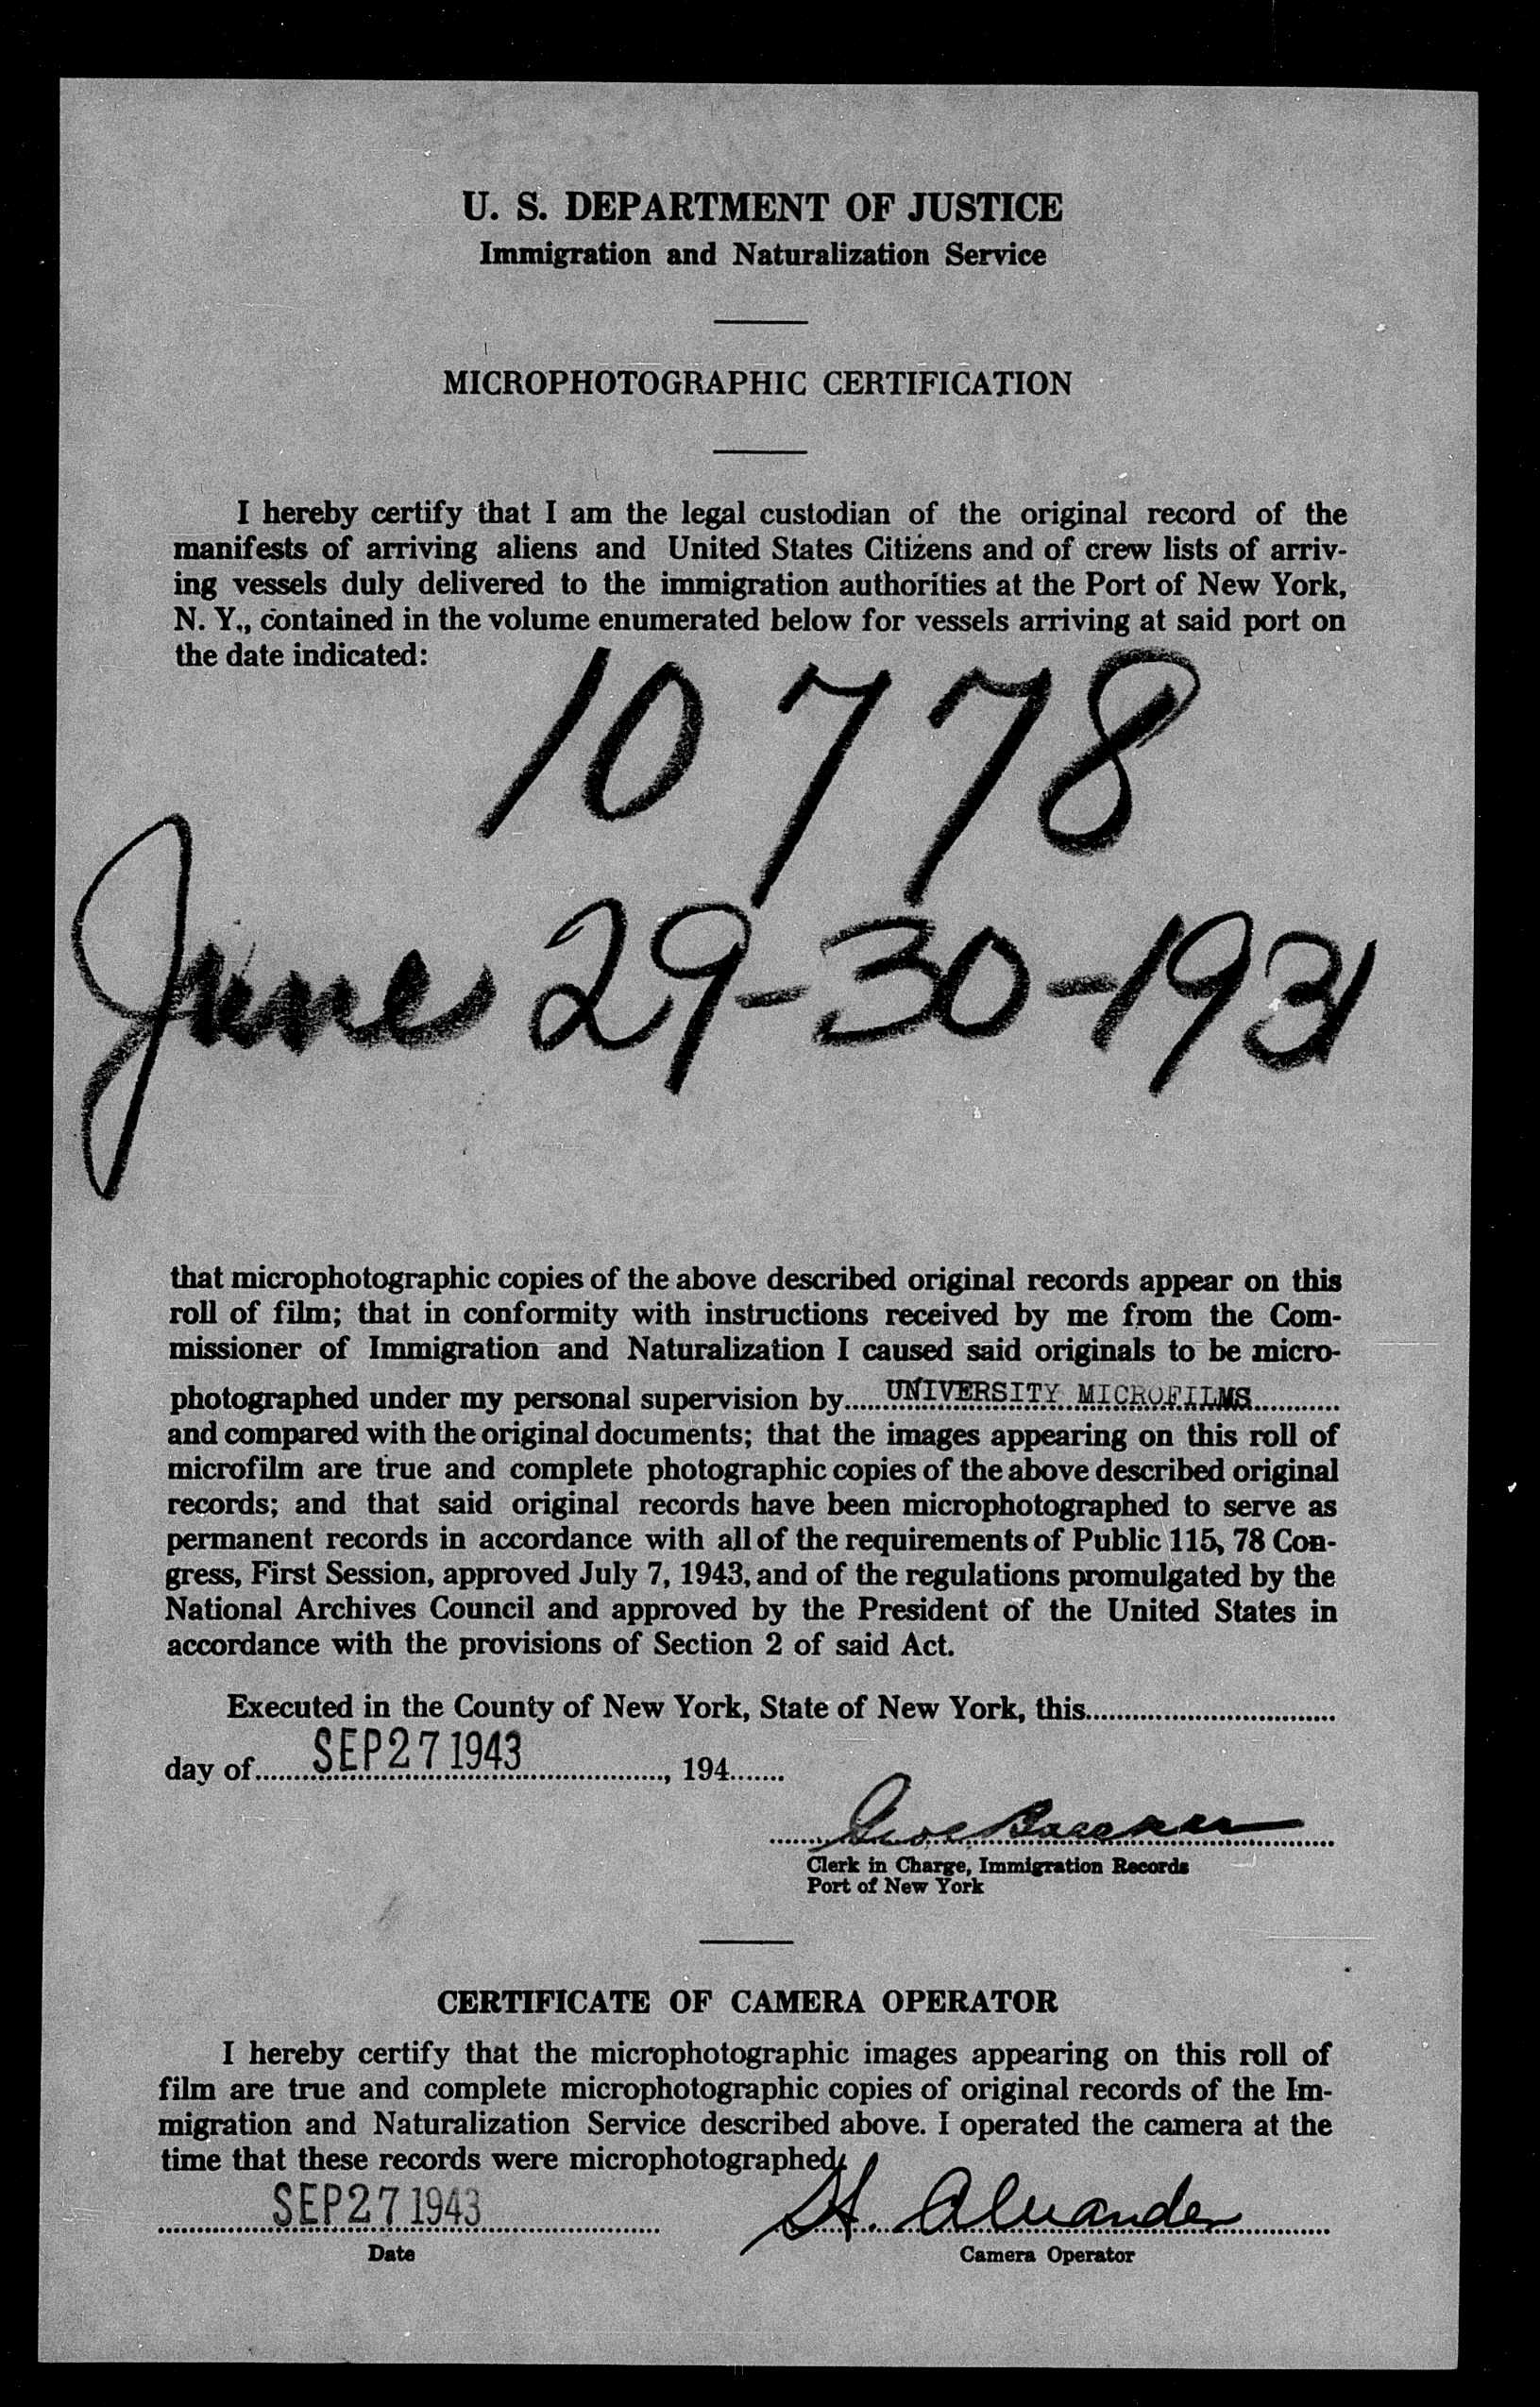 U. S. DEPARTMENT OF JUSTICE
Immigration and Naturalization Service
MICROPHOTOGRAPHIC CERTIFICATION
I hereby certify that I am the legal custodian of the original record of the
manifests of arriving aliens and United States Citizens and of crew lists of arriv-
ing vessels duly delivered to the immigration authorities at the Port of New York,
N. Y., contained in the volume enumerated below for vessels arriving at said port on
the date indicated:
10778
June 29-30-1931
that microphotographic copies of the above described original records appear on this
roll of film; that in conformity with instructions received by me from the Com-
missioner of Immigration and Naturalization I caused said originals to be micro-
photographed under my personal supervision by......UNIVERSITY MICROFILMS............
and compared with the original documents; that the images appearing on this roll of
microfilm are true and complete photographic copies of the above described original
records; and that said original records have been microphotographed to serve as
permanent records in accordance with all of the requirements of Public 115, 78 Con-
gress, First Session, approved July 7, 1943, and of the regulations promulgated by the
National Archives Council and approved by the President of the United States in
accordance with the provisions of Section 2 of said Act.
Executed in the County of New York, State of New York, this................................
day of........SEP 27 1943.................., 194.......
Clerk in Charge, Immigration Records
Port of New York
CERTIFICATE OF CAMERA OPERATOR
I hereby certify that the microphotographic images appearing on this roll of
film are true and complete microphotographic copies of original records of the Im-
migration and Naturalization Service described above. I operated the camera at the
time that these records were microphotographed.
SEP 27 1943 H. Alexander
Date Camera Operator